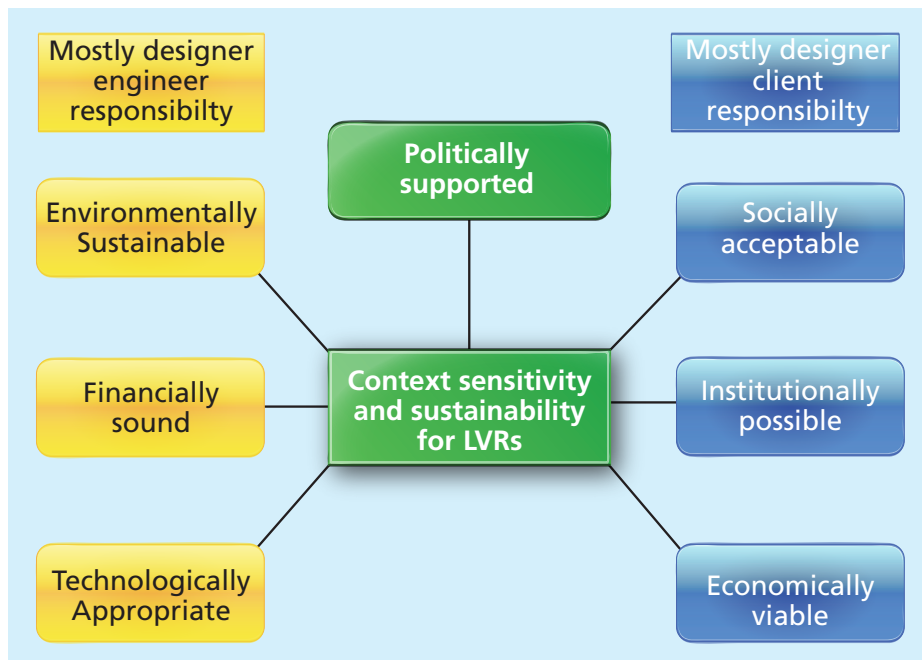 Mostly designer
engineer
responsibilty
Mostly designer
client
responsibilty
Politically
supported
Environmentally
Sustainable
Socially
acceptable
Financially
sound
Context sensitivity
and sustainability
for LVRs
Institutionally
possible
Technologically
Appropriate
Economically
viable